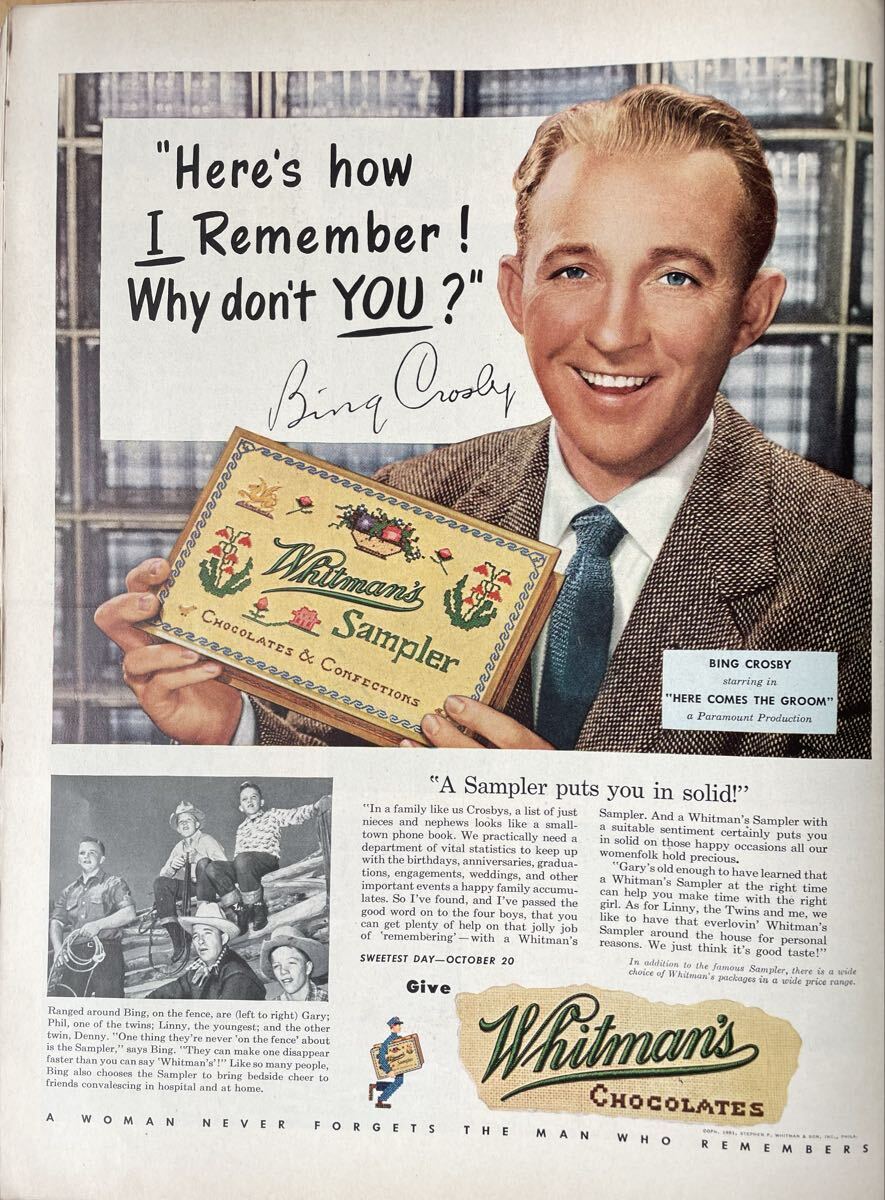 "Here's how
I Remember!
Why don't YOU?"
Bing Crosby
Whitman's
Sampler
CHOCOLATES & CONFECTIONS
BING CROSBY
starring in
"HERE COMES THE GROOM"
a Paramount Production
"A Sampler puts you in solid!"
"In a family like us Crosbys, a list of just
nieces and nephews looks like a small-
town phone book. We practically need a
department of vital statistics to keep up
with the birthdays, anniversaries, gradua-
tions, engagements, weddings, and other
important events a happy family accumu-
lates. So I've found, and I've passed the
good word on to the four boys, that you
can get plenty of help on that jolly job
of 'remembering'—with a Whitman's
Sampler. And a Whitman's Sampler with
a suitable sentiment certainly puts you
in solid on those happy occasions all our
womenfolk hold precious.
"Gary's old enough to have learned that
a Whitman's Sampler at the right time
can help you make time with the right
girl. As for Linny, the Twins and me, we
like to have that everlovin' Whitman's
Sampler around the house for personal
reasons. We just think it's good taste!"
In addition to the famous Sampler, there is a wide
choice of Whitman's packages in a wide price range.
SWEETEST DAY—OCTOBER 20
Ranged around Bing, on the fence, are (left to right) Gary;
Phil, one of the twins; Linny, the youngest; and the other
twin, Denny. "One thing they're never 'on the fence' about
is the Sampler," says Bing. "They can make one disappear
faster than you can say 'Whitman's'!" Like so many people,
Bing also chooses the Sampler to bring bedside cheer to
friends convalescing in hospital and at home.
Give
Whitman's
CHOCOLATES
COPR. 1951, STEPHEN F. WHITMAN & SON, INC., PHILA.
A WOMAN NEVER FORGETS THE MAN WHO REMEMBERS